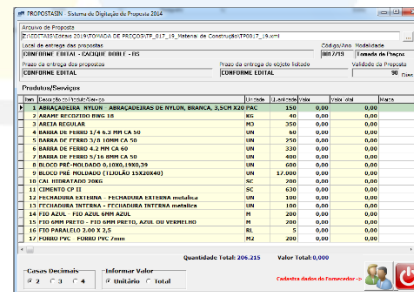 PROPOSTASIN - Sistema de Digitação de Proposta 2014
Arquivo de Proposta
Local de entrega das propostas
Código/Ano Modalidade
CONFORME EDITAL - CACIQUE DOBLE - RS
0017/19 Tomada de Preços
Prazo de entrega das propostas
Prazo de entrega do objeto licitado
Validade da Proposta
CONFORME EDITAL
CONFORME EDITAL
90 Dias
Produtos/Serviços
Item Descrição do Produto/Serviço Unidade Quantidade Valor Valor Total Marca
1 ABRAÇADEIRA NYLON - ABRAÇADEIRAS DE NYLON, BRANCA, 3,5CM X20 PAC 150 0,00 0,00
2 ARAME RECOZIDO BWG 18 KG 40 0,00 0,00
3 AREIA REGULAR M3 350 0,00 0,00
4 BARRA DE FERRO 1/4 6.3 MM CA 50 UN 60 0,00 0,00
5 BARRA DE FERRO 3/8 10MM CA 50 UN 250 0,00 0,00
6 BARRA DE FERRO 4.2 MM CA 60 UN 330 0,00 0,00
7 BARRA DE FERRO 5/16 8MM CA 50 UN 400 0,00 0,00
8 BLOCO PRÉ-MOLDADO 0,10X0,19X0,39 UN 600 0,00 0,00
9 BLOCO PRÉ MOLDADO (TIJOLÃO 15X20X40) UN 17.000 0,00 0,00
10 CAL HIDRATADO 20KG SC 200 0,00 0,00
11 CIMENTO CP II SC 630 0,00 0,00
12 FECHADURA EXTERNA - FECHADURA EXTERNA metalica UN 100 0,00 0,00
13 FECHADURA INTERNA - FECHADURA INTERNA metalica UN 100 0,00 0,00
14 FIO AZUL - FIO AZUL 6MM AZUL M 200 0,00 0,00
15 FIO PRETO - FIO 6MM PRETO, AZUL OU VERMELHO M 200 0,00 0,00
16 FIO PARALELO 2.00 X 2,5 RL 5 0,00 0,00
17 FORRO PVC - FORRO PVC 7mm M2 200 0,00 0,00
Quantidade Total: 206.215 Valor Total: 0,000
Casas Decimais
Informar Valor
2 3 4
Unitário Total
Cadastra dados do Fornecedor ->